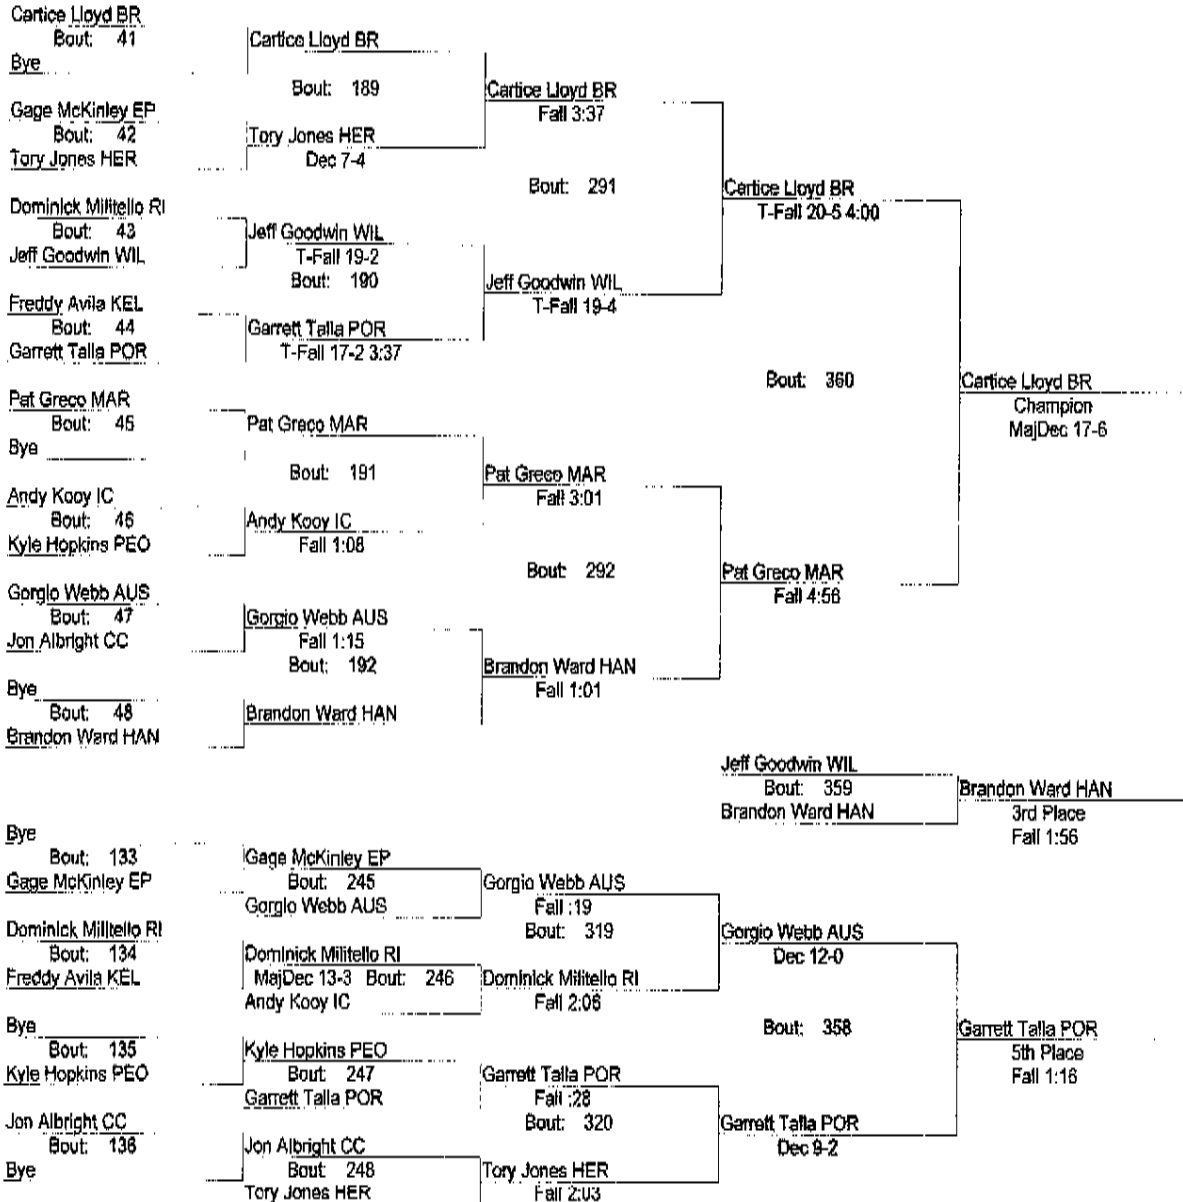 Cartice Lloyd BR
Bout: 41
Bye
Cartice Lloyd BR
Bout: 189
Gage McKinley EP
Bout: 42
Tory Jones HER
Tory Jones HER
Dec 7-4
Cartice Lloyd BR
Fall 3:37
Bout: 291
Dominick Militello RI
Bout: 43
Jeff Goodwin WIL
Jeff Goodwin WIL
T-Fall 19-2
Bout: 190
Freddy Avila KEL
Bout: 44
Garrett Talla POR
Garrett Talla POR
T-Fall 17-2 3:37
Jeff Goodwin WIL
T-Fall 19-4
Cartice Lloyd BR
T-Fall 20-5 4:00
Bout: 360
Cartice Lloyd BR
Champion
MajDec 17-6
Pat Greco MAR
Bout: 45
Bye
Pat Greco MAR
Bout: 191
Andy Kooy IC
Bout: 46
Kyle Hopkins PEO
Andy Kooy IC
Fall 1:08
Pat Greco MAR
Fall 3:01
Bout: 292
Gorgio Webb AUS
Bout: 47
Jon Albright CC
Gorgio Webb AUS
Fall 1:15
Bout: 192
Bye
Bout: 48
Brandon Ward HAN
Brandon Ward HAN
Brandon Ward HAN
Fall 1:01
Pat Greco MAR
Fall 4:56
Jeff Goodwin WIL
Bout: 359
Brandon Ward HAN
Brandon Ward HAN
3rd Place
Fall 1:56
Bye
Bout: 133
Gage McKinley EP
Gage McKinley EP
Bout: 245
Gorgio Webb AUS
Gorgio Webb AUS
Fall :19
Bout: 319
Dominick Militello RI
Bout: 134
Freddy Avila KEL
Dominick Militello RI
MajDec 13-3 Bout: 246
Andy Kooy IC
Dominick Militello RI
Fall 2:06
Gorgio Webb AUS
Dec 12-0
Bout: 358
Bye
Bout: 135
Kyle Hopkins PEO
Kyle Hopkins PEO
Bout: 247
Garrett Talla POR
Garrett Talla POR
Fall :28
Bout: 320
Jon Albright CC
Bout: 136
Bye
Jon Albright CC
Bout: 248
Tory Jones HER
Tory Jones HER
Fall 2:03
Garrett Talla POR
Dec 9-2
Garrett Talla POR
5th Place
Fall 1:16